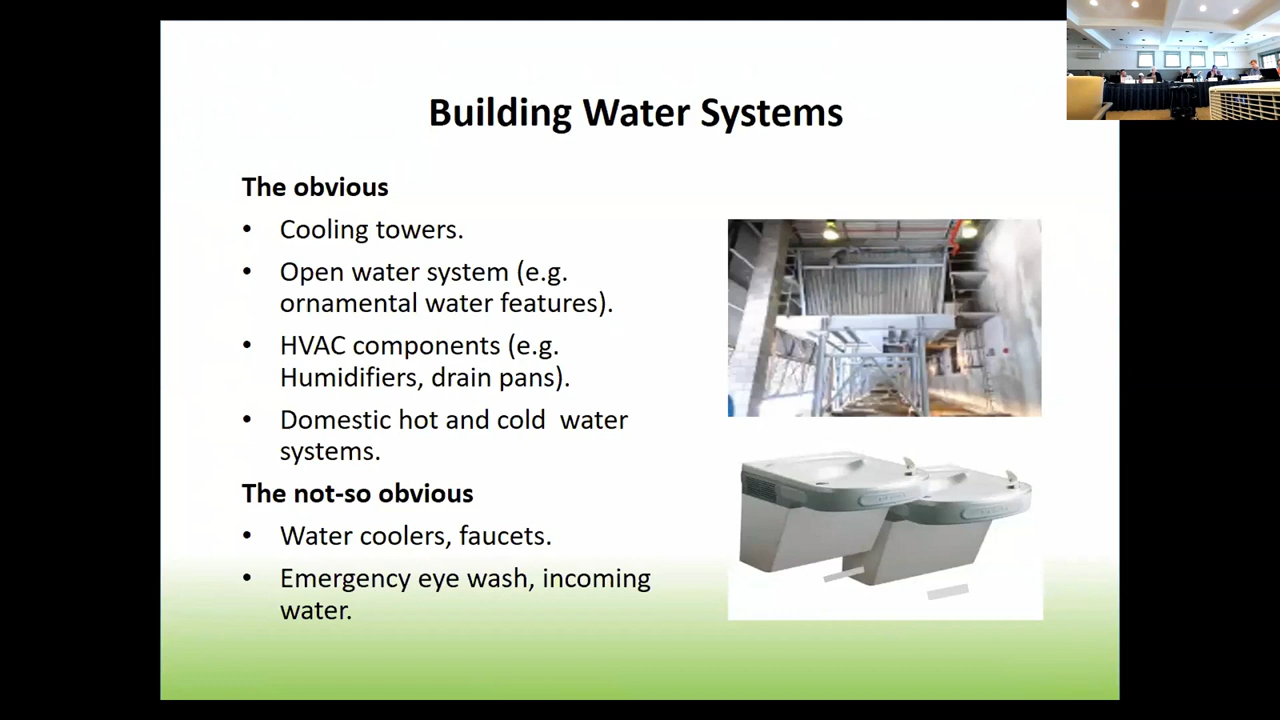 Building Water Systems
The obvious
• Cooling towers.
• Open water system (e.g.
ornamental water features).
• HVAC components (e.g.
Humidifiers, drain pans).
• Domestic hot and cold  water
systems.
The not-so obvious
• Water coolers, faucets.
• Emergency eye wash, incoming
water.